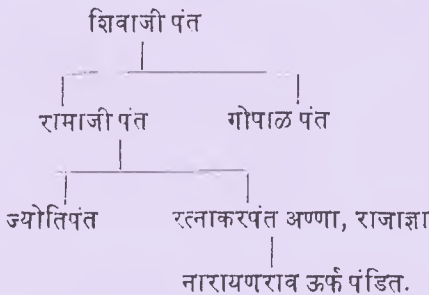 शिवाजी पंत
रामाजी पंत गोपाळ पंत
ज्योतिपंत रत्नाकरपंत अण्णा, राजाज्ञा
नारायणराव ऊर्फ पंडित.